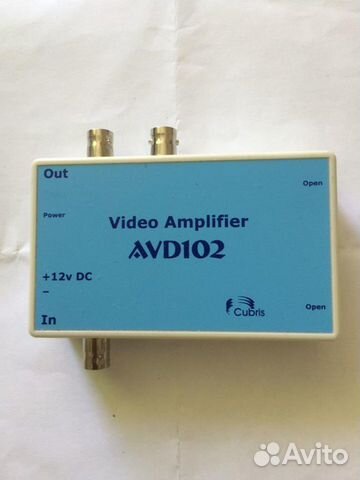 Out
Open
Power
Video Amplifier
AVD102
+12v DC
–
In
Open
Cubris
Avito